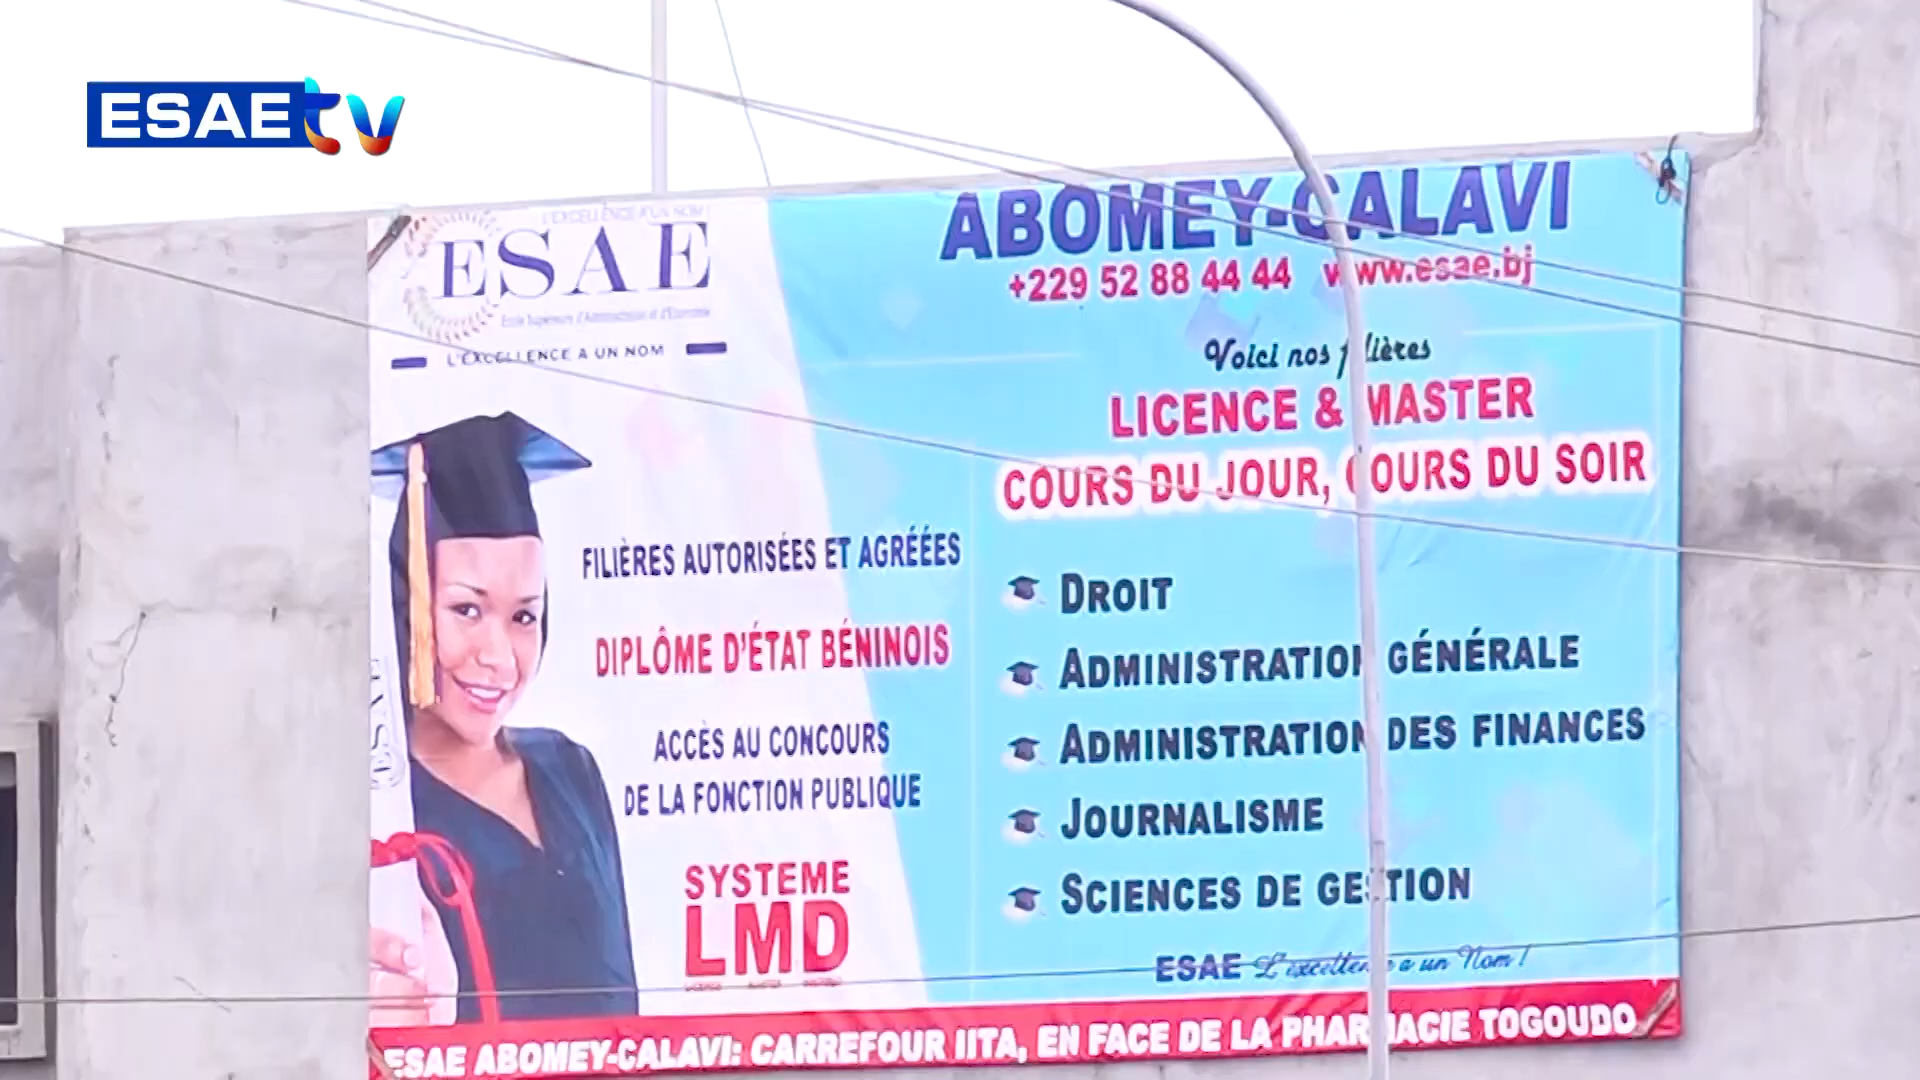 ESAE tv
L'EXCELLENCE A UN NOM !
ESAE
Ecole Supérieure d'Administration et d'Economie
L'EXCELLENCE A UN NOM
ABOMEY-CALAVI
+229 52 88 44 44 www.esae.bj
Voici nos filières
LICENCE & MASTER
COURS DU JOUR, COURS DU SOIR
FILIÈRES AUTORISÉES ET AGRÉÉES
DIPLÔME D'ÉTAT BÉNINOIS
ACCÈS AU CONCOURS
DE LA FONCTION PUBLIQUE
SYSTEME
LMD
DROIT
ADMINISTRATION GÉNÉRALE
ADMINISTRATION DES FINANCES
JOURNALISME
SCIENCES DE GESTION
ESAE L'excellence a un Nom !
ESAE
ESAE ABOMEY-CALAVI: CARREFOUR IITA, EN FACE DE LA PHARMACIE TOGOUDO